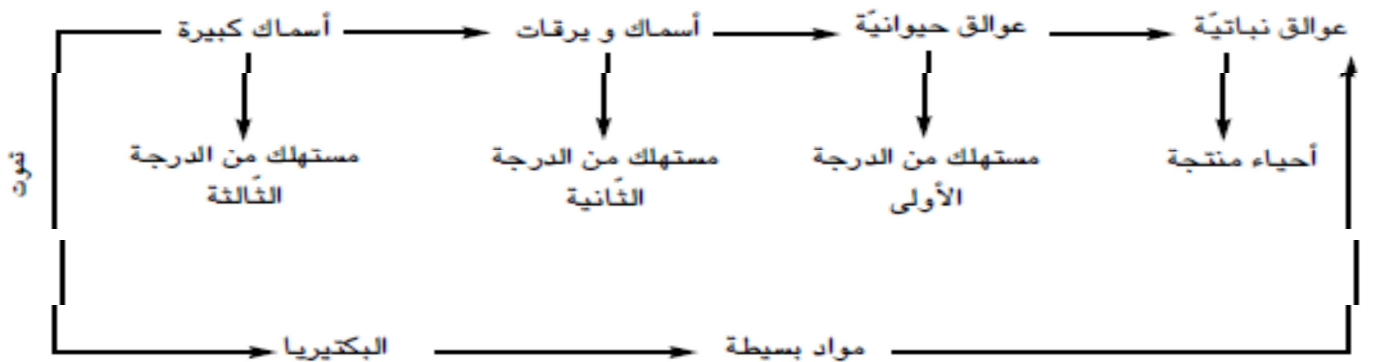 عوالق نباتيّة عوالق حيوانيّة أسماك و يرقات أسماك كبيرة
أحياء منتجة مستهلك من الدرجة مستهلك من الدرجة مستهلك من الدرجة
الأولى الثّانية الثّالثة
تموت
مواد بسيطة البكتيريا